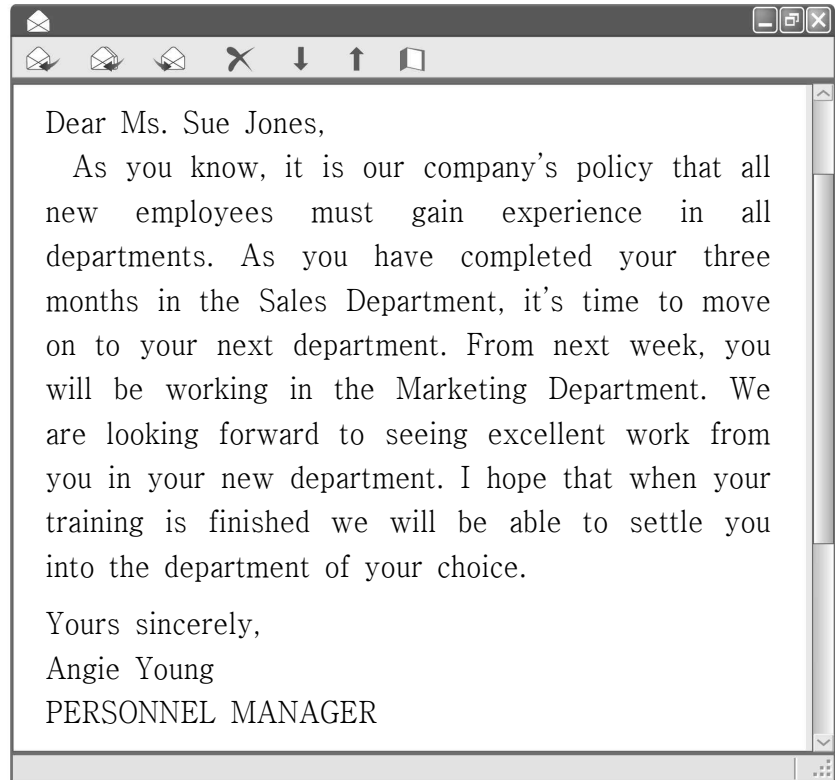 Dear Ms. Sue Jones,
As you know, it is our company's policy that all
new employees must gain experience in all
departments. As you have completed your three
months in the Sales Department, it's time to move
on to your next department. From next week, you
will be working in the Marketing Department. We
are looking forward to seeing excellent work from
you in your new department. I hope that when your
training is finished we will be able to settle you
into the department of your choice.
Yours sincerely,
Angie Young
PERSONNEL MANAGER